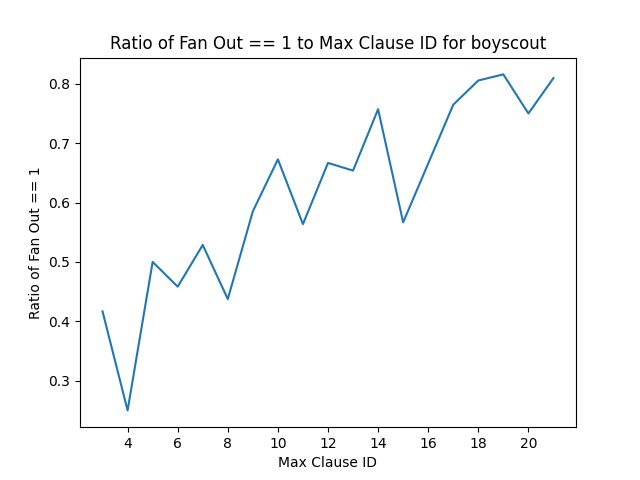 Ratio of Fan Out == 1 to Max Clause ID for boyscout
0.8
0.7
0.6
0.5
0.4
0.3
Ratio of Fan Out == 1
4 6 8 10 12 14 16 18 20
Max Clause ID